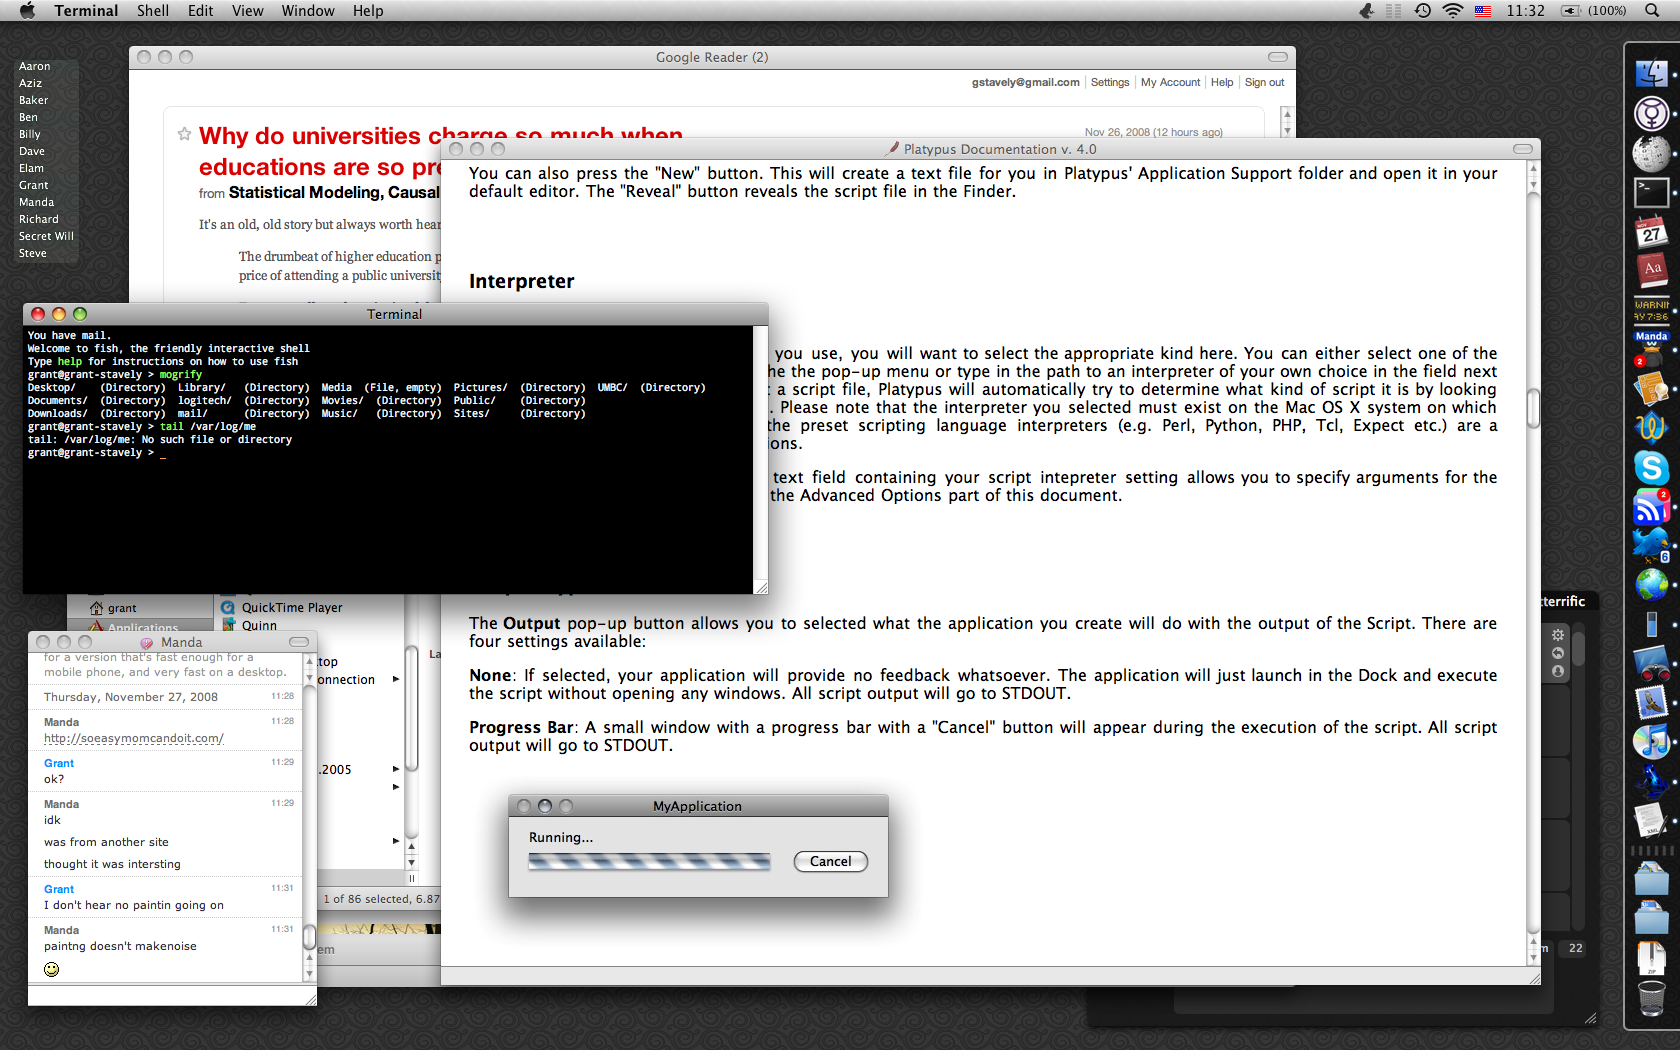 Terminal Shell Edit View Window Help
11:32 (100%)
Aaron
Aziz
Baker
Ben
Billy
Dave
Elam
Grant
Manda
Richard
Secret Will
Steve
Google Reader (2)
gstavely@gmail.com Settings My Account Help Sign out
Why do universities charge so much when
educations are so pre
Nov 26, 2008 (12 hours ago)
from Statistical Modeling, Causal
It's an old, old story but always worth hear
The drumbeat of higher education p
price of attending a public university
Platypus Documentation v. 4.0
You can also press the "New" button. This will create a text file for you in Platypus' Application Support folder and open it in your
default editor. The "Reveal" button reveals the script file in the Finder.
Interpreter
you use, you will want to select the appropriate kind here. You can either select one of the
he the pop-up menu or type in the path to an interpreter of your own choice in the field next
t a script file, Platypus will automatically try to determine what kind of script it is by looking
. Please note that the interpreter you selected must exist on the Mac OS X system on which
the preset scripting language interpreters (e.g. Perl, Python, PHP, Tcl, Expect etc.) are a
ions.
text field containing your script intepreter setting allows you to specify arguments for the
the Advanced Options part of this document.
The Output pop-up button allows you to selected what the application you create will do with the output of the Script. There are
four settings available:
None: If selected, your application will provide no feedback whatsoever. The application will just launch in the Dock and execute
the script without opening any windows. All script output will go to STDOUT.
Progress Bar: A small window with a progress bar with a "Cancel" button will appear during the execution of the script. All script
output will go to STDOUT.
MyApplication
Running...
Cancel
Terminal
You have mail.
Welcome to fish, the friendly interactive shell
Type help for instructions on how to use fish
grant@grant-stavely > mogrify
Desktop/ (Directory) Library/ (Directory) Media (File, empty) Pictures/ (Directory) UMBC/ (Directory)
Documents/ (Directory) logitech/ (Directory) Movies/ (Directory) Public/ (Directory)
Downloads/ (Directory) mail/ (Directory) Music/ (Directory) Sites/ (Directory)
grant@grant-stavely > tail /var/log/me
tail: /var/log/me: No such file or directory
grant@grant-stavely > _
grant
Applications
QuickTime Player
Quinn
top
onnection
.2005
La
1 of 86 selected, 6.87
em
Manda
for a version that's fast enough for a
mobile phone, and very fast on a desktop.
Thursday, November 27, 2008 11:28
Manda 11:28
http://soeasymomcandoit.com/
Grant 11:29
ok?
Manda 11:29
idk
was from another site
thought it was intersting
Grant 11:31
I don't hear no paintin going on
Manda 11:31
paintng doesn't makenoise
tterrific
m 22
NOV
27
Aa
WARNIN
AY 7:36
Manda
2
2
6
XML
ZIP